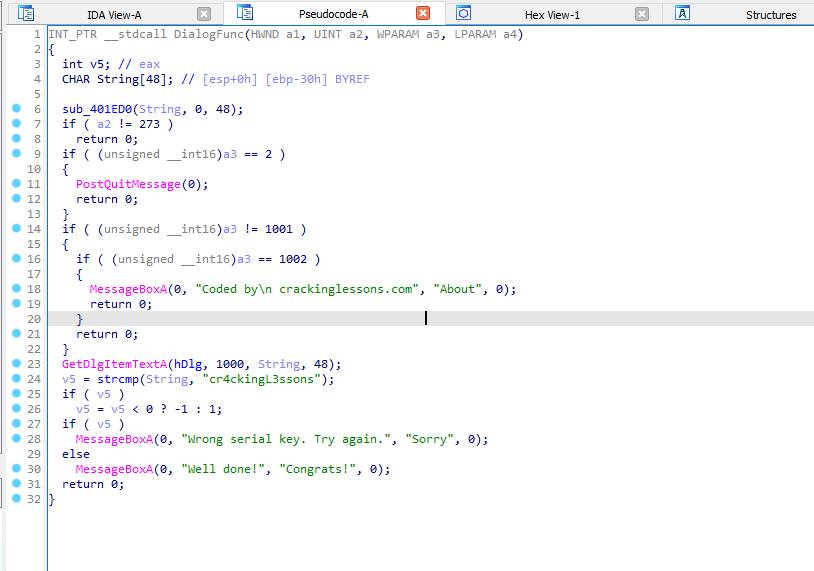 IDA View-A Pseudocode-A Hex View-1 Structures
1 INT_PTR __stdcall DialogFunc(HWND a1, UINT a2, WPARAM a3, LPARAM a4)
2 {
3 int v5; // eax
4 CHAR String[48]; // [esp+0h] [ebp-30h] BYREF
5
6 sub_401ED0(String, 0, 48);
7 if ( a2 != 273 )
8 return 0;
9 if ( (unsigned __int16)a3 == 2 )
10 {
11 PostQuitMessage(0);
12 return 0;
13 }
14 if ( (unsigned __int16)a3 != 1001 )
15 {
16 if ( (unsigned __int16)a3 == 1002 )
17 {
18 MessageBoxA(0, "Coded by\n crackinglessons.com", "About", 0);
19 return 0;
20 }
21 return 0;
22 }
23 GetDlgItemTextA(hDlg, 1000, String, 48);
24 v5 = strcmp(String, "cr4ckingL3ssons");
25 if ( v5 )
26 v5 = v5 < 0 ? -1 : 1;
27 if ( v5 )
28 MessageBoxA(0, "Wrong serial key. Try again.", "Sorry", 0);
29 else
30 MessageBoxA(0, "Well done!", "Congrats!", 0);
31 return 0;
32 }